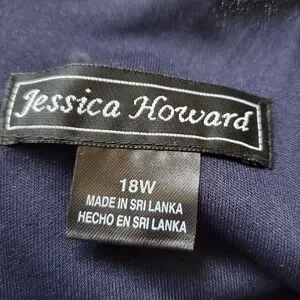 Jessica Howard
18W
MADE IN SRI LANKA
HECHO EN SRI LANKA